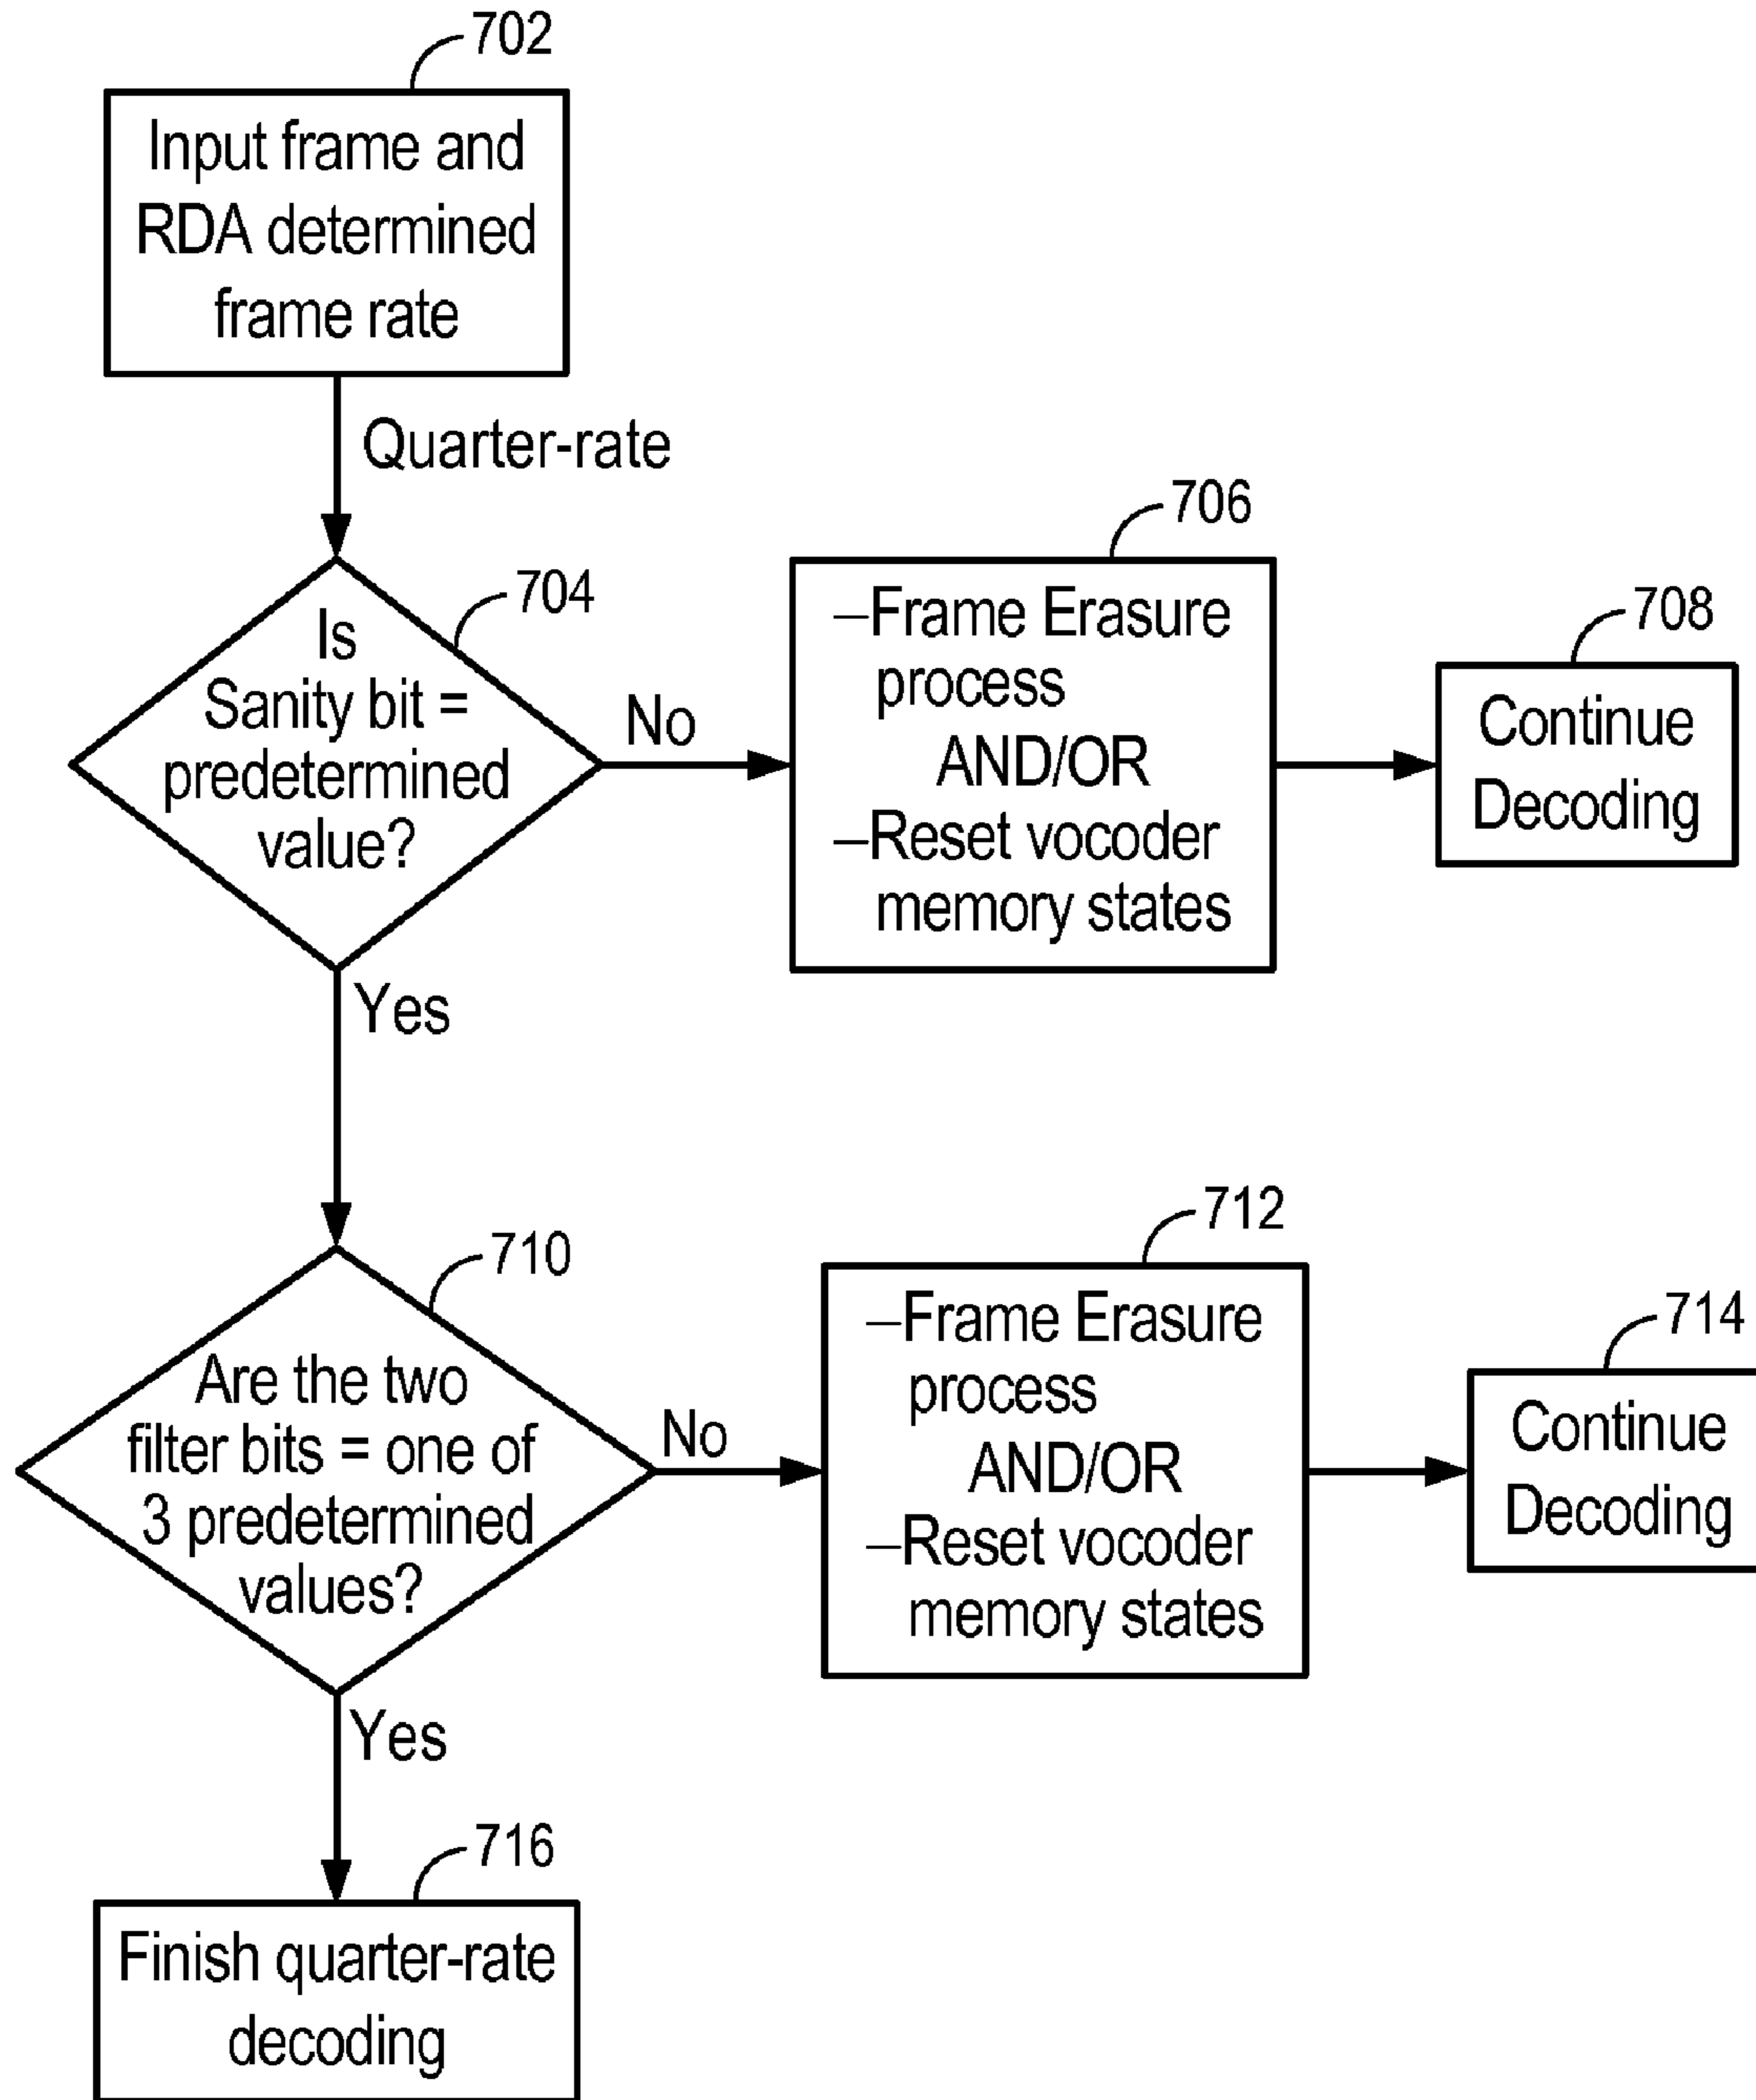 702
Input frame and
RDA determined
frame rate
Quarter-rate
704
Is
Sanity bit =
predetermined
value?
No
706
–Frame Erasure
process
AND/OR
–Reset vocoder
memory states
708
Continue
Decoding
Yes
710
Are the two
filter bits = one of
3 predetermined
values?
No
712
–Frame Erasure
process
AND/OR
–Reset vocoder
memory states
714
Continue
Decoding
Yes
716
Finish quarter-rate
decoding